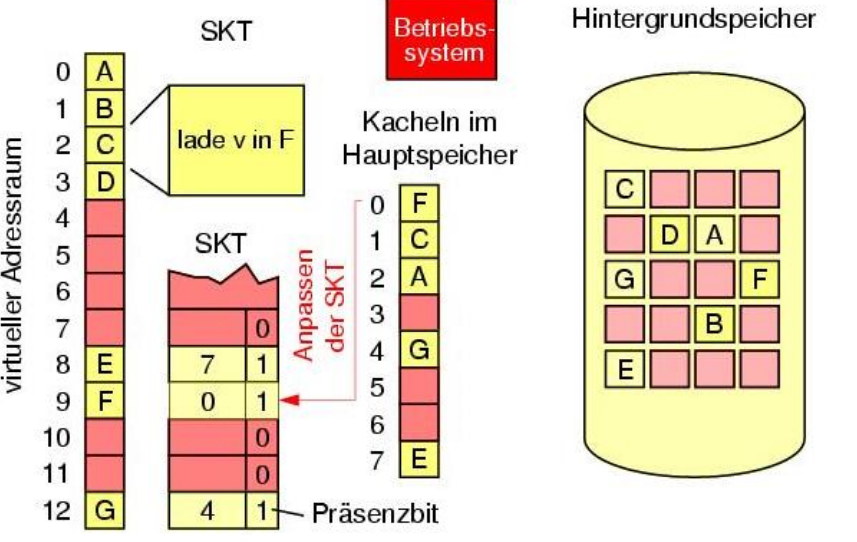 SKT
Betriebs-
system
Hintergrundspeicher
virtueller Adressraum
0 A
1 B
2 C
3 D
4
5
6
7
8 E
9 F
10
11
12 G
lade v in F
SKT
0
7 1
0 1
0
0
4 1
Präsenzbit
Anpassen
der SKT
Kacheln im
Hauptspeicher
0 F
1 C
2 A
3
4 G
5
6
7 E
C
D A
G F
B
E